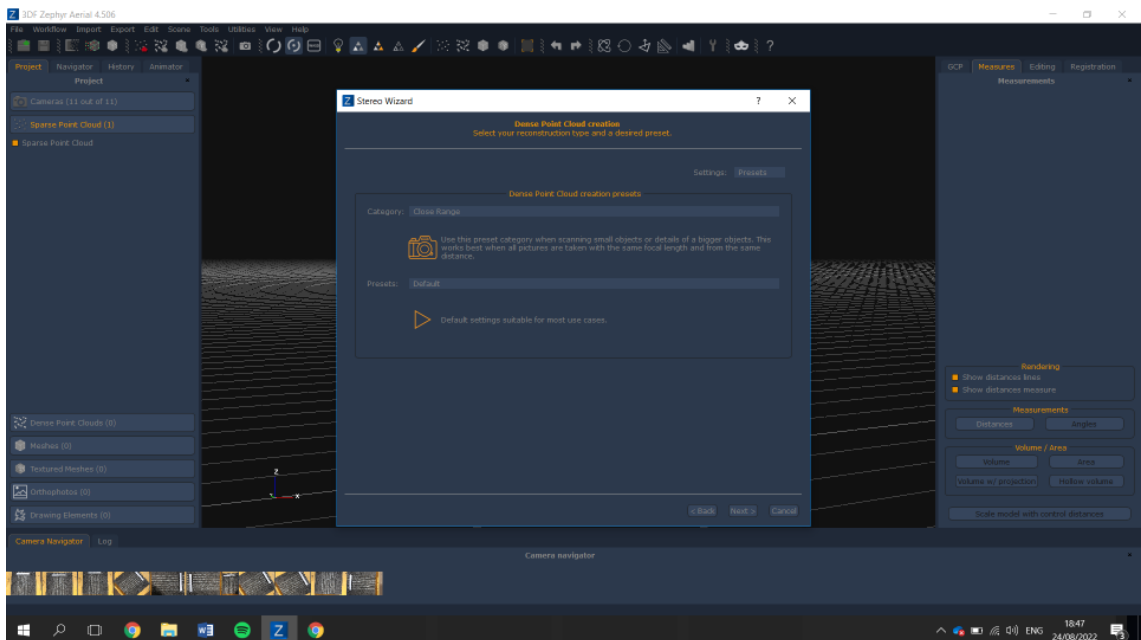 3DF Zephyr Aerial 4.506
File Workflow Import Export Edit Scene Tools Utilities View Help
Project Navigator History Animator
Project
Cameras (11 out of 11)
Sparse Point Cloud (1)
Sparse Point Cloud
Dense Point Clouds (0)
Meshes (0)
Textured Meshes (0)
Orthophotos (0)
Drawing Elements (0)
Z
Y
X
Stereo Wizard
?
Dense Point Cloud creation
Select your reconstruction type and a desired preset.
Settings: Presets
Dense Point Cloud creation presets
Category: Close Range
Use this preset category when scanning small objects or details of a bigger objects. This
works best when all pictures are taken with the same focal length and from the same
distance.
Presets: Default
Default settings suitable for most use cases.
< Back Next > Cancel
GCP Measures Editing Registration
Measurements
Rendering
Show distances lines
Show distances measure
Measurements
Distances Angles
Volume / Area
Volume Area
Volume w/ projection Hollow volume
Scale model with control distances
Camera Navigator Log
Camera navigator
ENG
18:47
24/08/2022
3